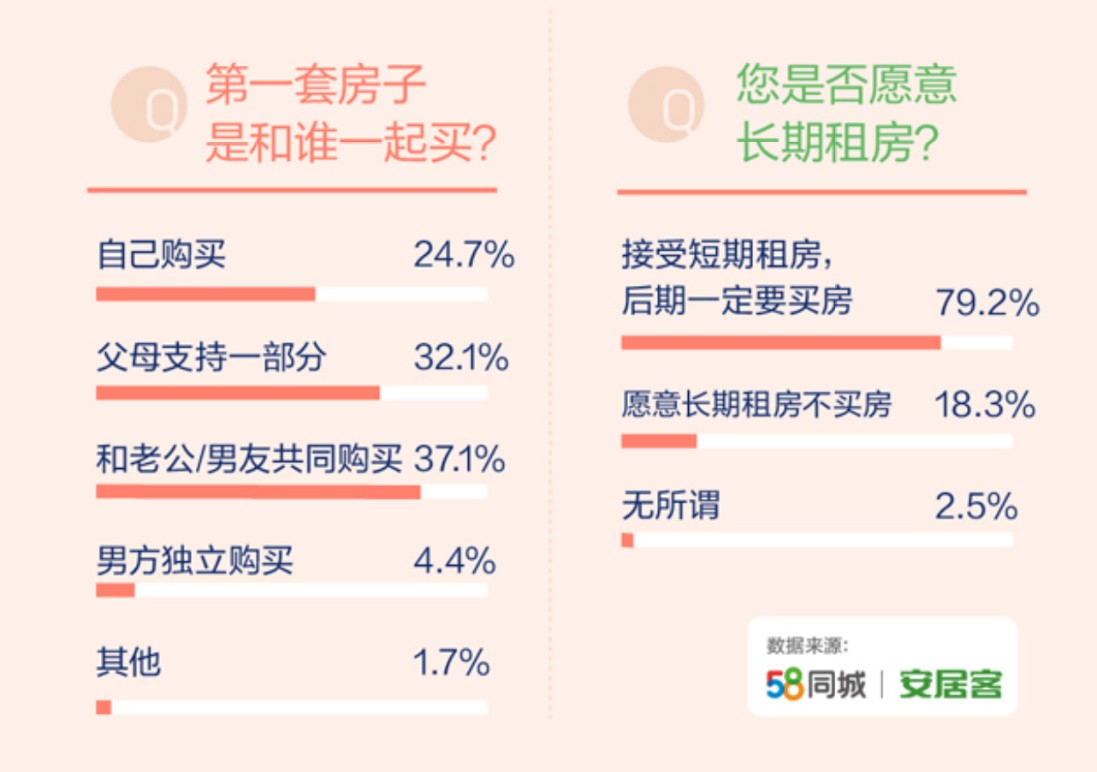 Q
第一套房子
是和谁一起买?
自己购买 24.7%
父母支持一部分 32.1%
和老公/男友共同购买 37.1%
男方独立购买 4.4%
其他 1.7%
Q
您是否愿意
长期租房?
接受短期租房,
后期一定要买房 79.2%
愿意长期租房不买房 18.3%
无所谓 2.5%
数据来源:
58同城 | 安居客